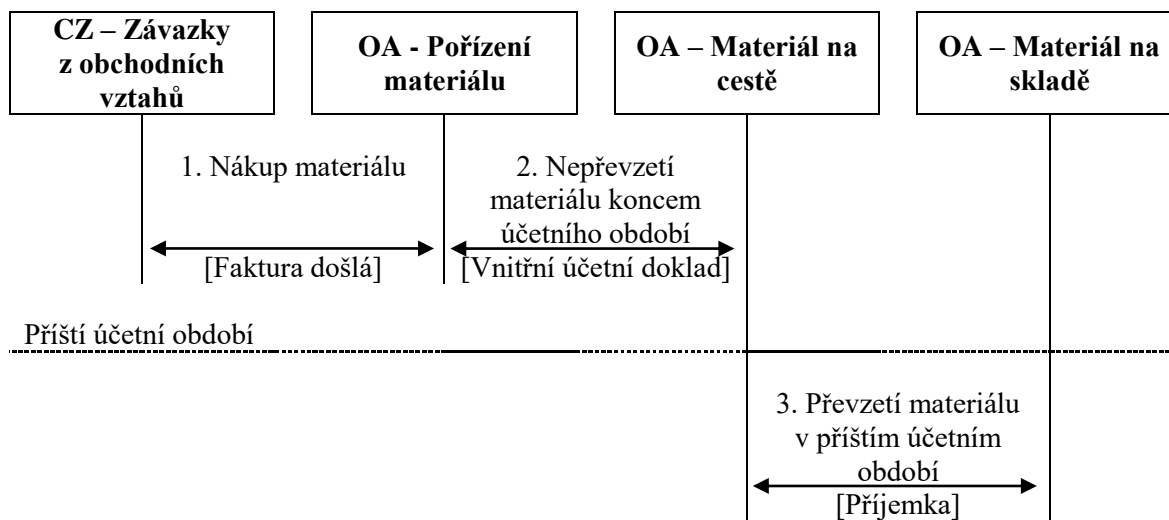 CZ – Závazky
z obchodních
vztahů
OA - Pořízení
materiálu
OA – Materiál na
cestě
OA – Materiál na
skladě
1. Nákup materiálu
[Faktura došlá]
2. Nepřevzetí
materiálu koncem
účetního období
[Vnitřní účetní doklad]
Příští účetní období
3. Převzetí materiálu
v příštím účetním
období
[Příjemka]